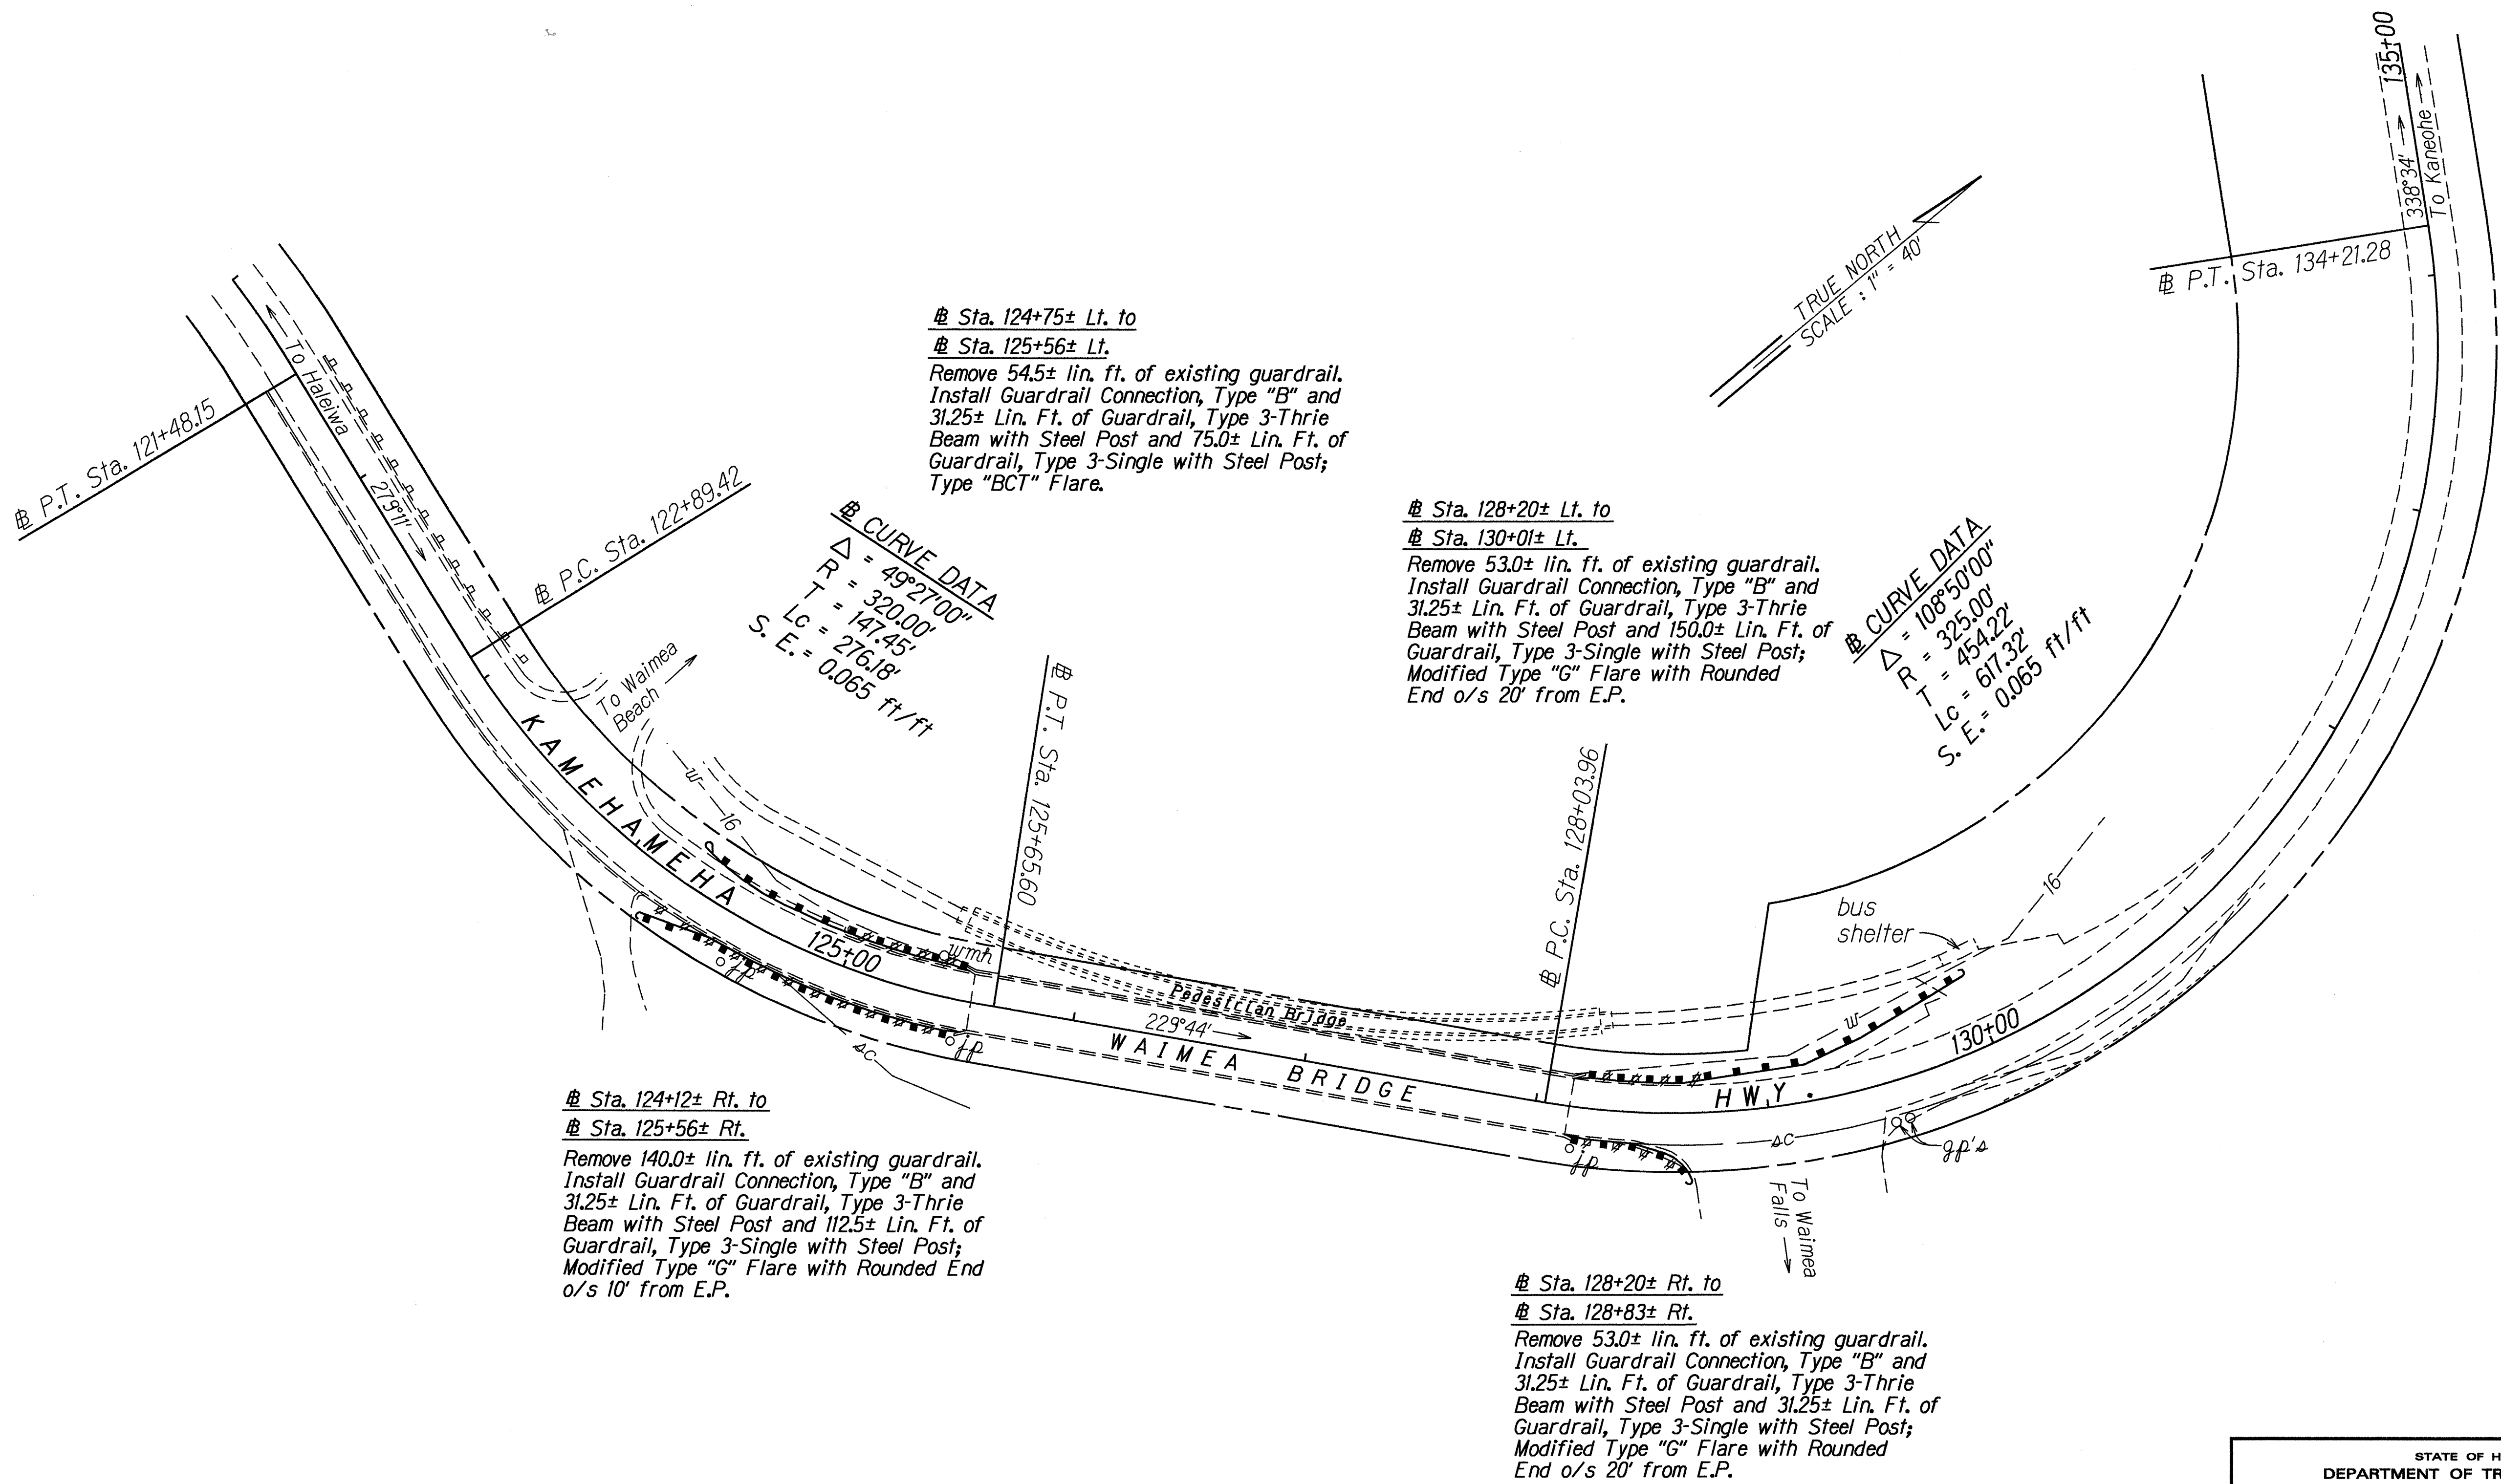 135+00
338°34'
To Kaneohe
TRUE NORTH
SCALE : 1" = 40'
℄ P.T. Sta. 134+21.28
℄ Sta. 124+75± Lt. to
℄ Sta. 125+56± Lt.
Remove 54.5± lin. ft. of existing guardrail.
Install Guardrail Connection, Type "B" and
31.25± Lin. Ft. of Guardrail, Type 3-Thrie
Beam with Steel Post and 75.0± Lin. Ft. of
Guardrail, Type 3-Single with Steel Post;
Type "BCT" Flare.
To Haleiwa
℄ P.T. Sta. 121+48.15
279°11'
℄ P.C. Sta. 122+89.42
℄ CURVE DATA
Δ = 49°27'00"
R = 320.00'
T = 147.45'
Lc = 276.18'
S. E. = 0.065 ft/ft
℄ Sta. 128+20± Lt. to
℄ Sta. 130+01± Lt.
Remove 53.0± lin. ft. of existing guardrail.
Install Guardrail Connection, Type "B" and
31.25± Lin. Ft. of Guardrail, Type 3-Thrie
Beam with Steel Post and 150.0± Lin. Ft. of
Guardrail, Type 3-Single with Steel Post;
Modified Type "G" Flare with Rounded
End o/s 20' from E.P.
℄ CURVE DATA
Δ = 108°50'00"
R = 325.00'
T = 454.22'
Lc = 617.32'
S. E. = 0.065 ft/ft
To Waimea
Beach
℄ P.T. Sta. 125+65.60
℄ P.C. Sta. 128+03.96
KAMEHAMEHA
w
16
125+00
wmh
jp
jp
sc
Pedestrian Bridge
229°44'
WAIMEA BRIDGE
bus
shelter
16
w
130+00
HWY.
sc
gp's
jp
To Waimea
Falls
℄ Sta. 124+12± Rt. to
℄ Sta. 125+56± Rt.
Remove 140.0± lin. ft. of existing guardrail.
Install Guardrail Connection, Type "B" and
31.25± Lin. Ft. of Guardrail, Type 3-Thrie
Beam with Steel Post and 112.5± Lin. Ft. of
Guardrail, Type 3-Single with Steel Post;
Modified Type "G" Flare with Rounded End
o/s 10' from E.P.
℄ Sta. 128+20± Rt. to
℄ Sta. 128+83± Rt.
Remove 53.0± lin. ft. of existing guardrail.
Install Guardrail Connection, Type "B" and
31.25± Lin. Ft. of Guardrail, Type 3-Thrie
Beam with Steel Post and 31.25± Lin. Ft. of
Guardrail, Type 3-Single with Steel Post;
Modified Type "G" Flare with Rounded
End o/s 20' from E.P.
STATE OF H
DEPARTMENT OF TR